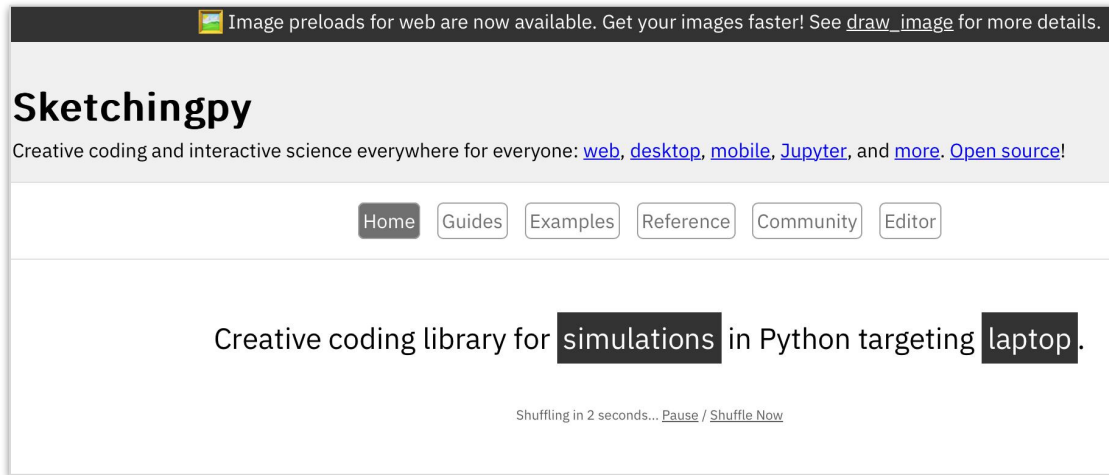 Image preloads for web are now available. Get your images faster! See draw_image for more details.
Sketchingpy
Creative coding and interactive science everywhere for everyone: web, desktop, mobile, Jupyter, and more. Open source!
Home Guides Examples Reference Community Editor
Creative coding library for simulations in Python targeting laptop.
Shuffling in 2 seconds... Pause / Shuffle Now